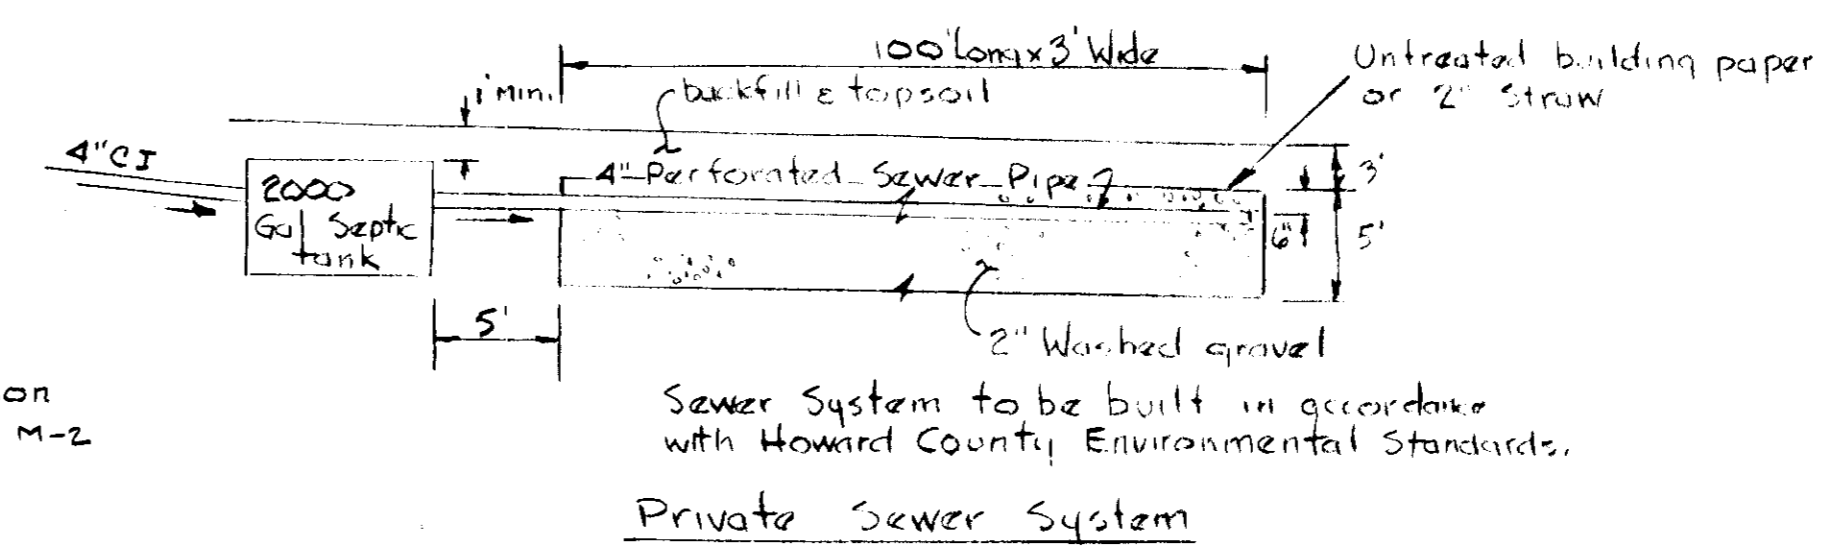 100' Long x 3' Wide
Untreated building paper
or 2" Straw
1' Min.
backfill & topsoil
4" CI
2000
Gal Septic
tank
4" Perforated Sewer Pipe
3'
6"
5'
5'
2" Washed gravel
on
M-2
Sewer System to be built in accordance
with Howard County Environmental Standards.
Private Sewer System